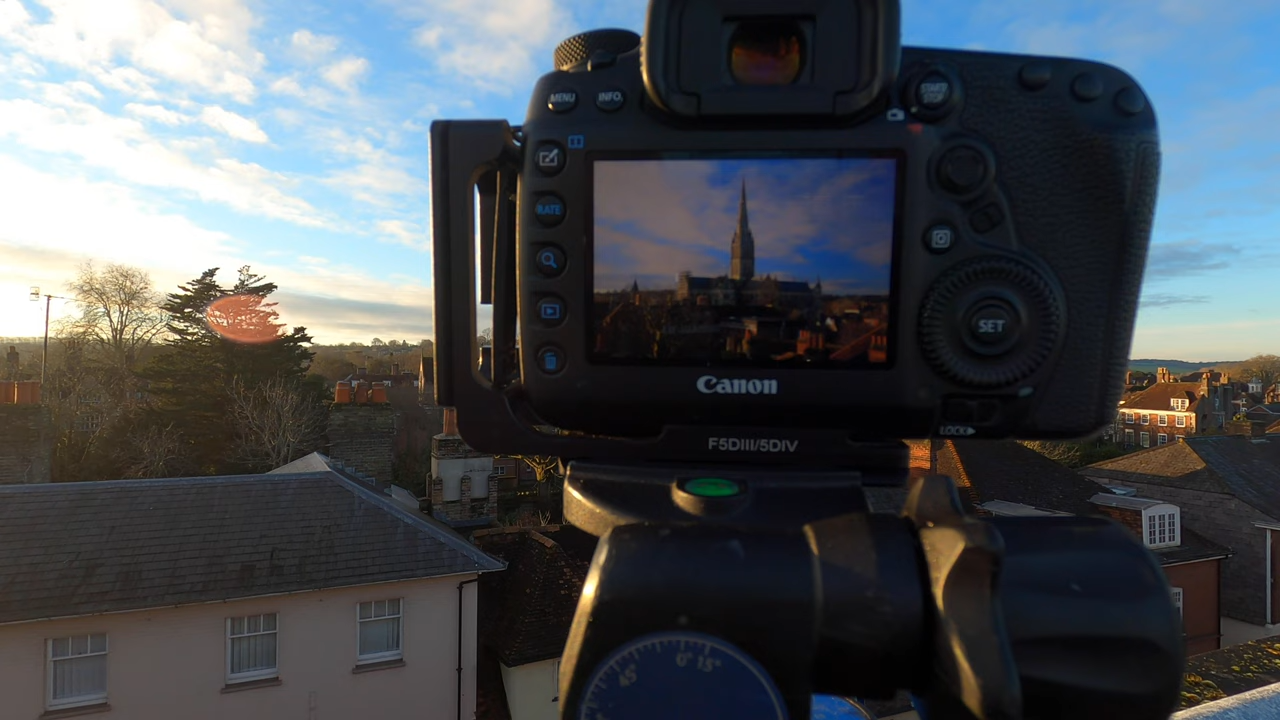 MENU
INFO.
START/
STOP
RATE
SET
Canon
LOCK▶
F5DIII/5DIV
45°
0° 15°